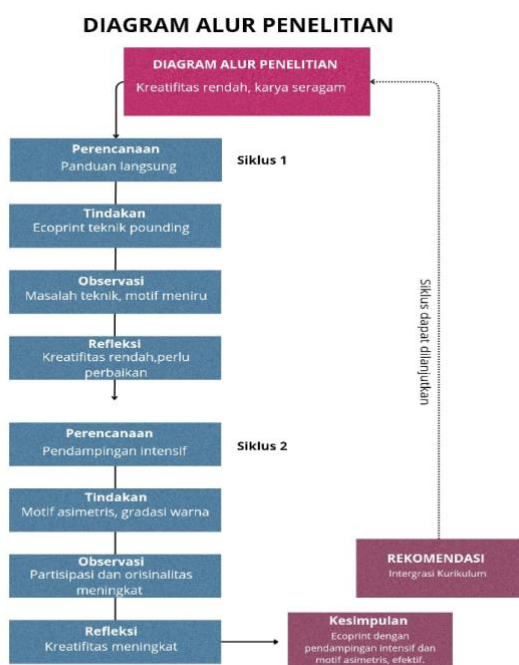 DIAGRAM ALUR PENELITIAN
DIAGRAM ALUR PENELITIAN
Kreatifitas rendah, karya seragam
Perencanaan
Panduan langsung
Siklus 1
Tindakan
Ecoprint teknik pounding
Observasi
Masalah teknik, motif meniru
Refleksi
Kreatifitas rendah,perlu
perbaikan
Siklus dapat dilanjutkan
Perencanaan
Pendampingan intensif
Siklus 2
Tindakan
Motif asimetris, gradasi warna
Observasi
Partisipasi dan orisinalitas
meningkat
REKOMENDASI
Intergrasi Kurikulum
Refleksi
Kreatifitas meningkat
Kesimpulan
Ecoprint dengan
pendampingan intensif dan
motif asimetris, efektif.